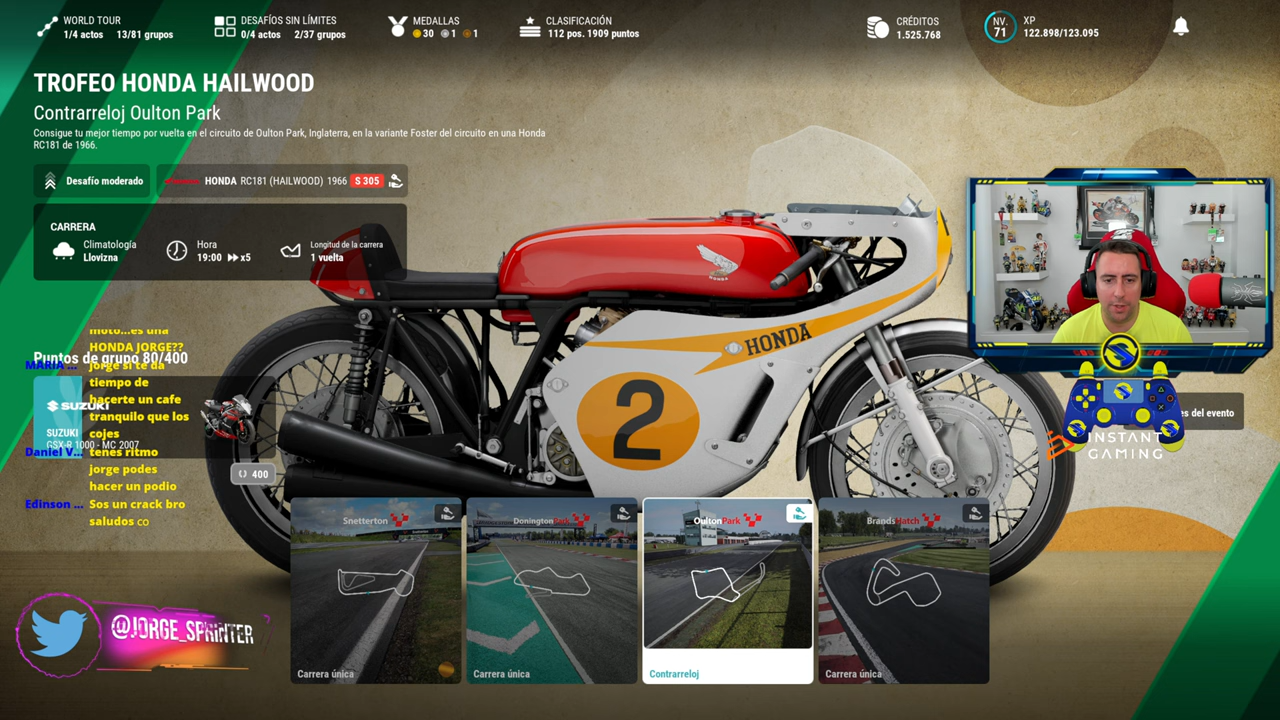 WORLD TOUR
1/4 actos 13/81 grupos
DESAFÍOS SIN LÍMITES
0/4 actos 2/37 grupos
MEDALLAS
30 1 1
CLASIFICACIÓN
112 pos. 1909 puntos
CRÉDITOS
1.525.768
NV.
71
XP
122.898/123.095
TROFEO HONDA HAILWOOD
Contrarreloj Oulton Park
Consigue tu mejor tiempo por vuelta en el circuito de Oulton Park, Inglaterra, en la variante Foster del circuito en una Honda
RC181 de 1966.
Desafío moderado
HONDA RC181 (HAILWOOD) 1966 S 305
CARRERA
Climatología
Llovizna
Hora
19:00 x5
Longitud de la carrera
1 vuelta
moto...es una
HONDA JORGE??
Puntos de grupo 80/400
MARIA ... jorge si te da
tiempo de
hacerte un cafe
tranquilo que los
cojes
SUZUKI
SUZUKI
GSX-R 1000 - MC 2007
Daniel V... tenes ritmo
jorge podes
hacer un podio
Edinson ... Sos un crack bro
saludos co
400
HONDA
2
HONDA
es del evento
INSTANT
GAMING
@JORGE_SPRINTER
Snetterton
Carrera única
Donington Park
Carrera única
OultonPark
Contrarreloj
BrandsHatch
Carrera única